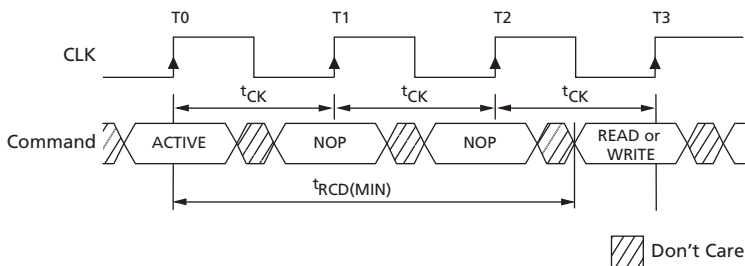 T0 T1 T2 T3
CLK
tCK tCK tCK
Command ACTIVE NOP NOP READ or
WRITE
tRCD(MIN)
Don't Care